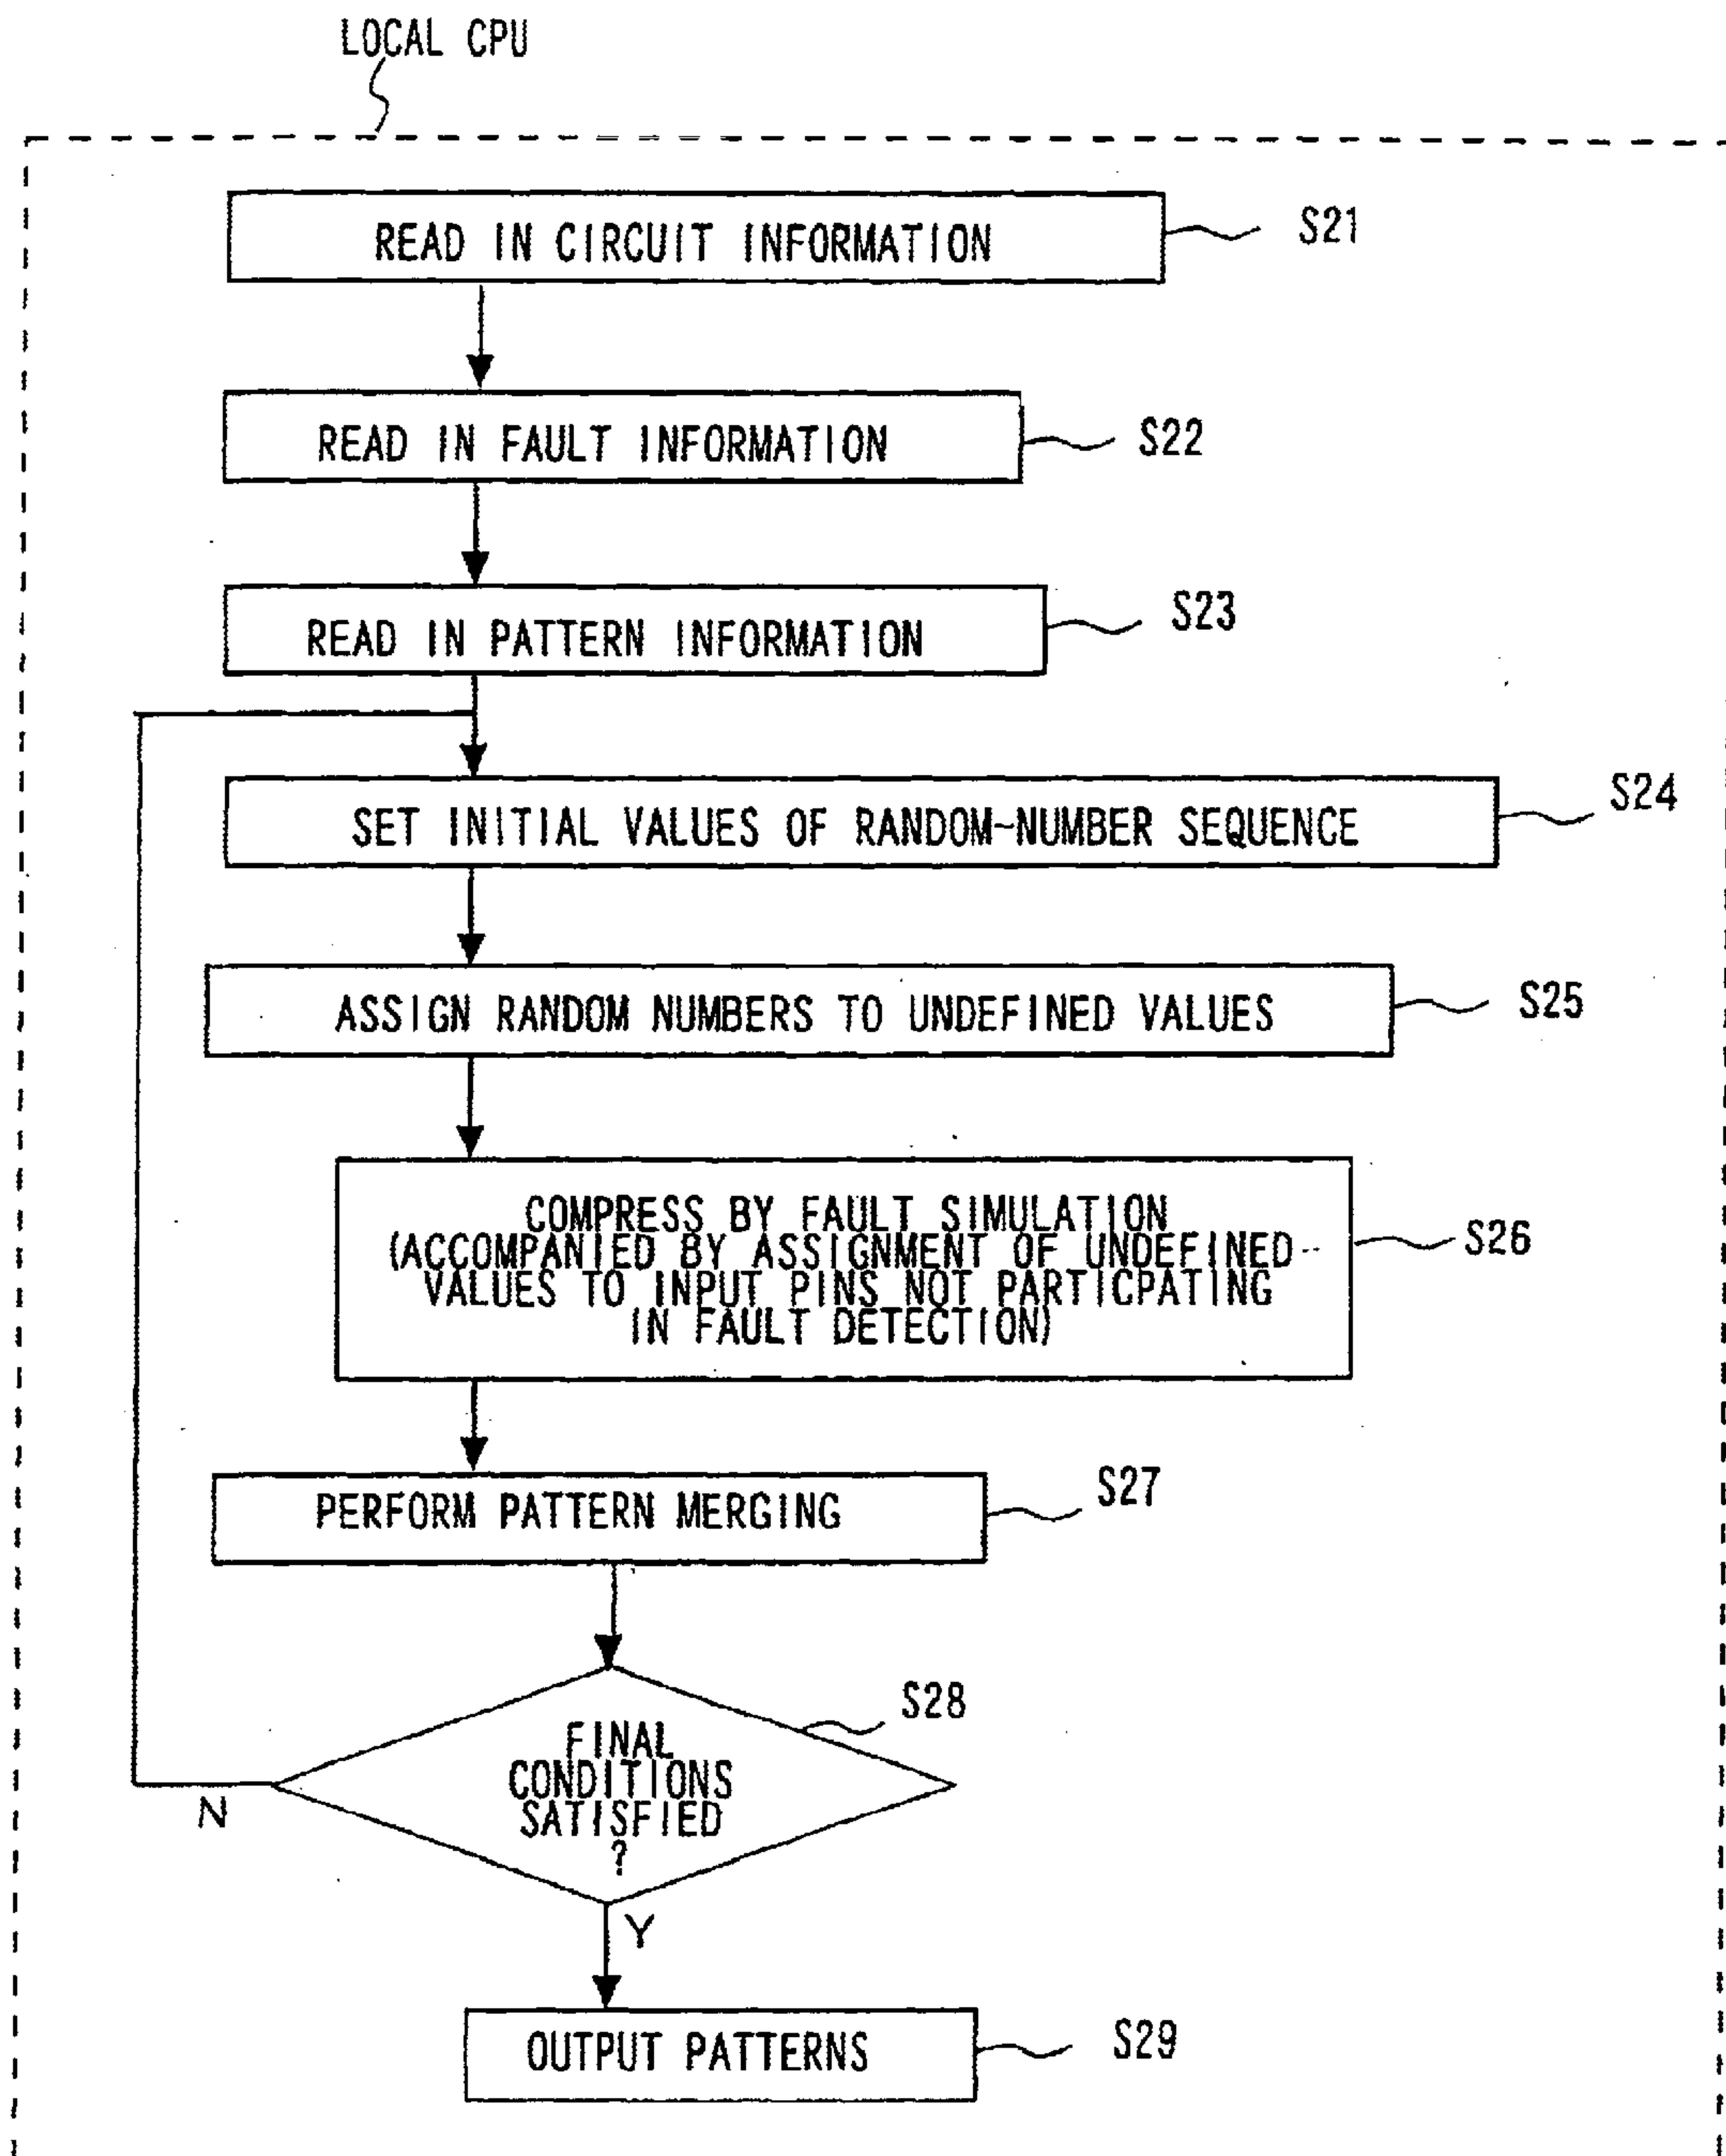 LOCAL CPU
READ IN CIRCUIT INFORMATION
S21
READ IN FAULT INFORMATION
S22
READ IN PATTERN INFORMATION
S23
SET INITIAL VALUES OF RANDOM-NUMBER SEQUENCE
S24
ASSIGN RANDOM NUMBERS TO UNDEFINED VALUES
S25
COMPRESS BY FAULT SIMULATION
(ACCOMPANIED BY ASSIGNMENT OF UNDEFINED
VALUES TO INPUT PINS NOT PARTICPATING
IN FAULT DETECTION)
S26
PERFORM PATTERN MERGING
S27
FINAL
CONDITIONS
SATISFIED
?
S28
N
Y
OUTPUT PATTERNS
S29